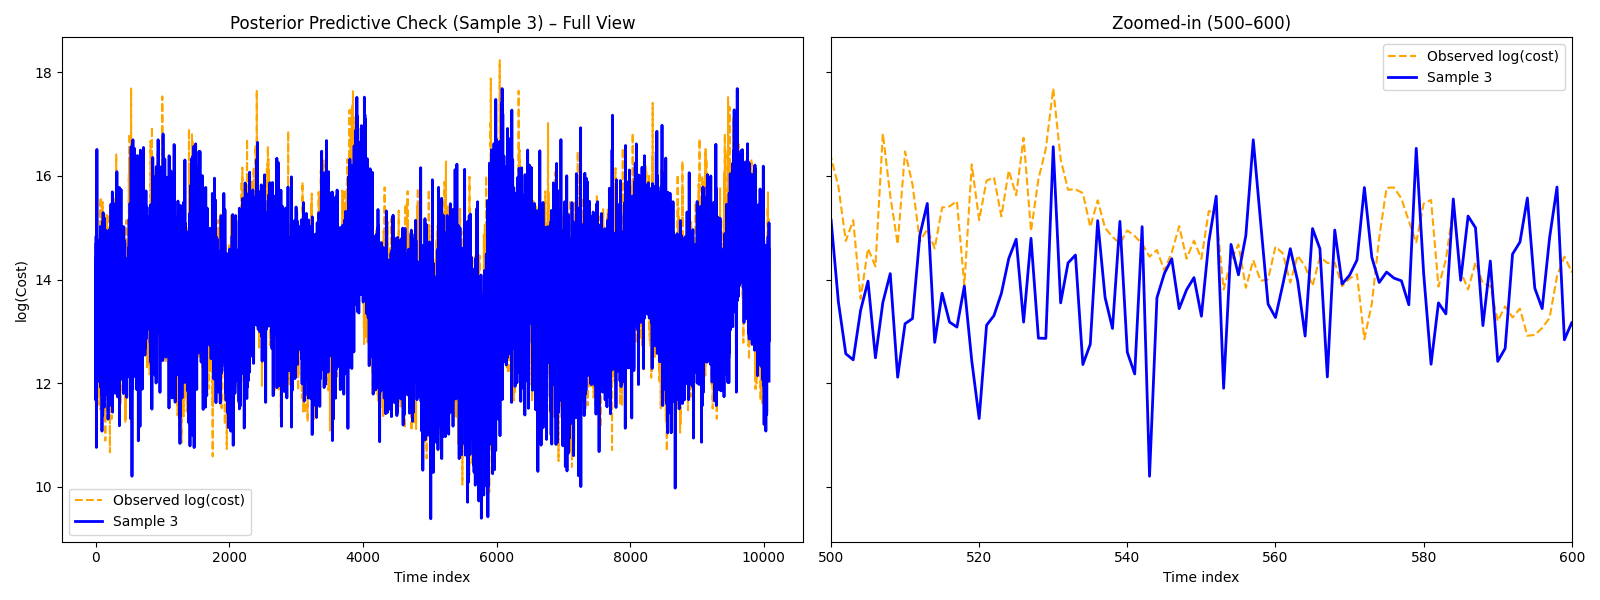 Posterior Predictive Check (Sample 3) – Full View
log(Cost)
18
16
14
12
10
Observed log(cost)
Sample 3
0
2000
4000
6000
8000
10000
Time index
Zoomed-in (500–600)
Observed log(cost)
Sample 3
500
520
540
560
580
600
Time index